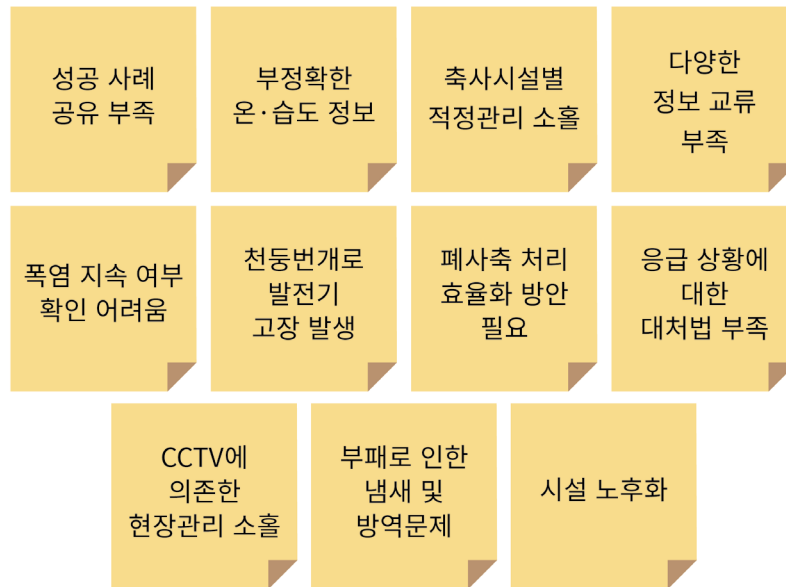 성공 사례
공유 부족
부정확한
온·습도 정보
축사시설별
적정관리 소홀
다양한
정보 교류
부족
폭염 지속 여부
확인 어려움
천둥번개로
발전기
고장 발생
폐사축 처리
효율화 방안
필요
응급 상황에
대한
대처법 부족
CCTV에
의존한
현장관리 소홀
부패로 인한
냄새 및
방역문제
시설 노후화